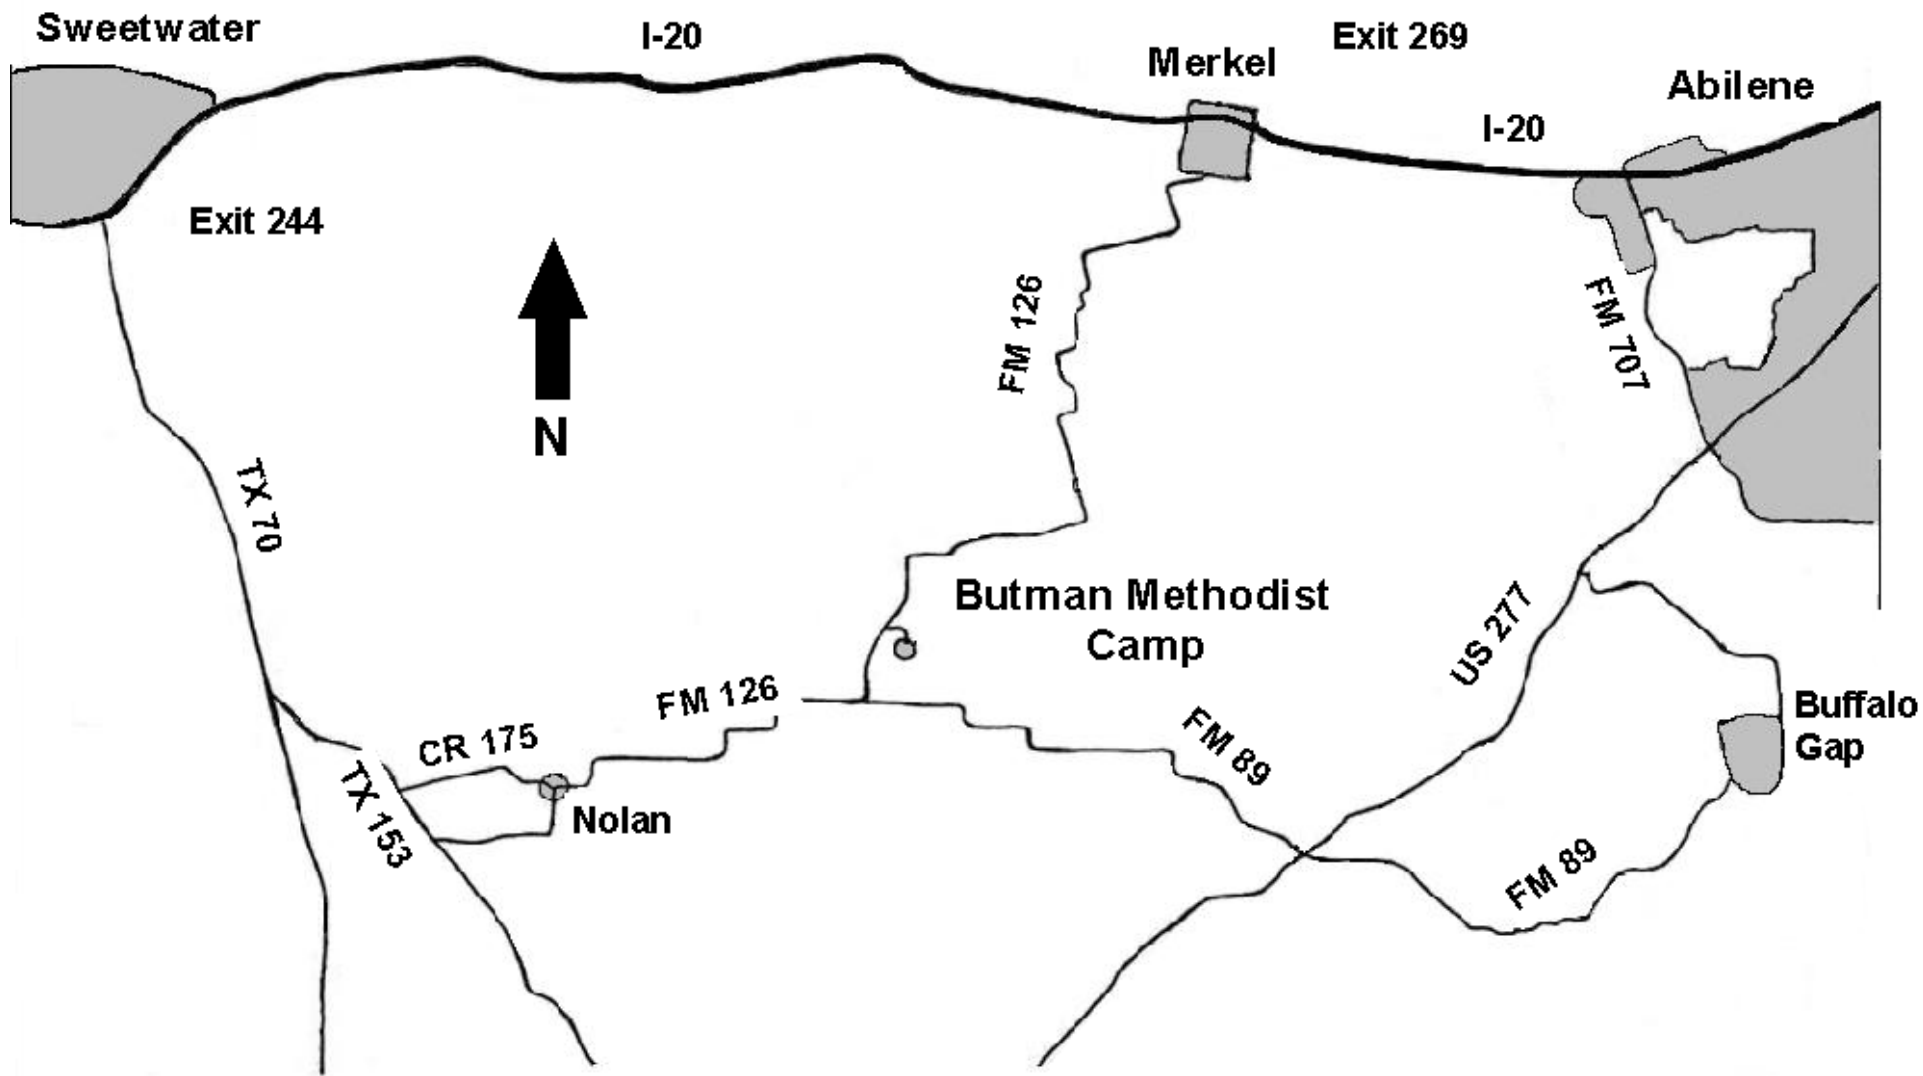 Sweetwater
I-20
Exit 269
Merkel
Abilene
I-20
Exit 244
N
FM 126
FM 707
TX 70
Butman Methodist
Camp
US 277
FM 126
CR 175
FM 89
Buffalo
Gap
TX 153
Nolan
FM 89